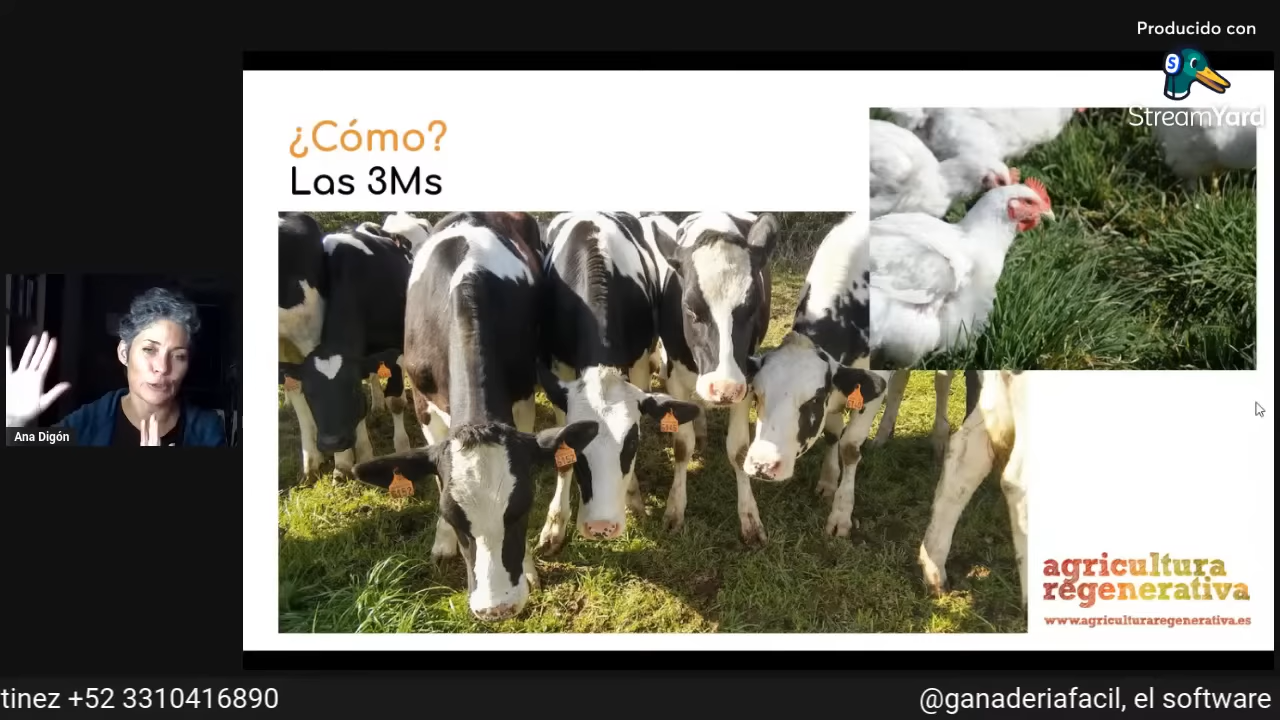 Producido con
StreamYard
¿Cómo?
Las 3Ms
Ana Digón
agricultura
regenerativa
www.agriculturaregenerativa.es
tinez +52 3310416890
@ganaderiafacil, el software